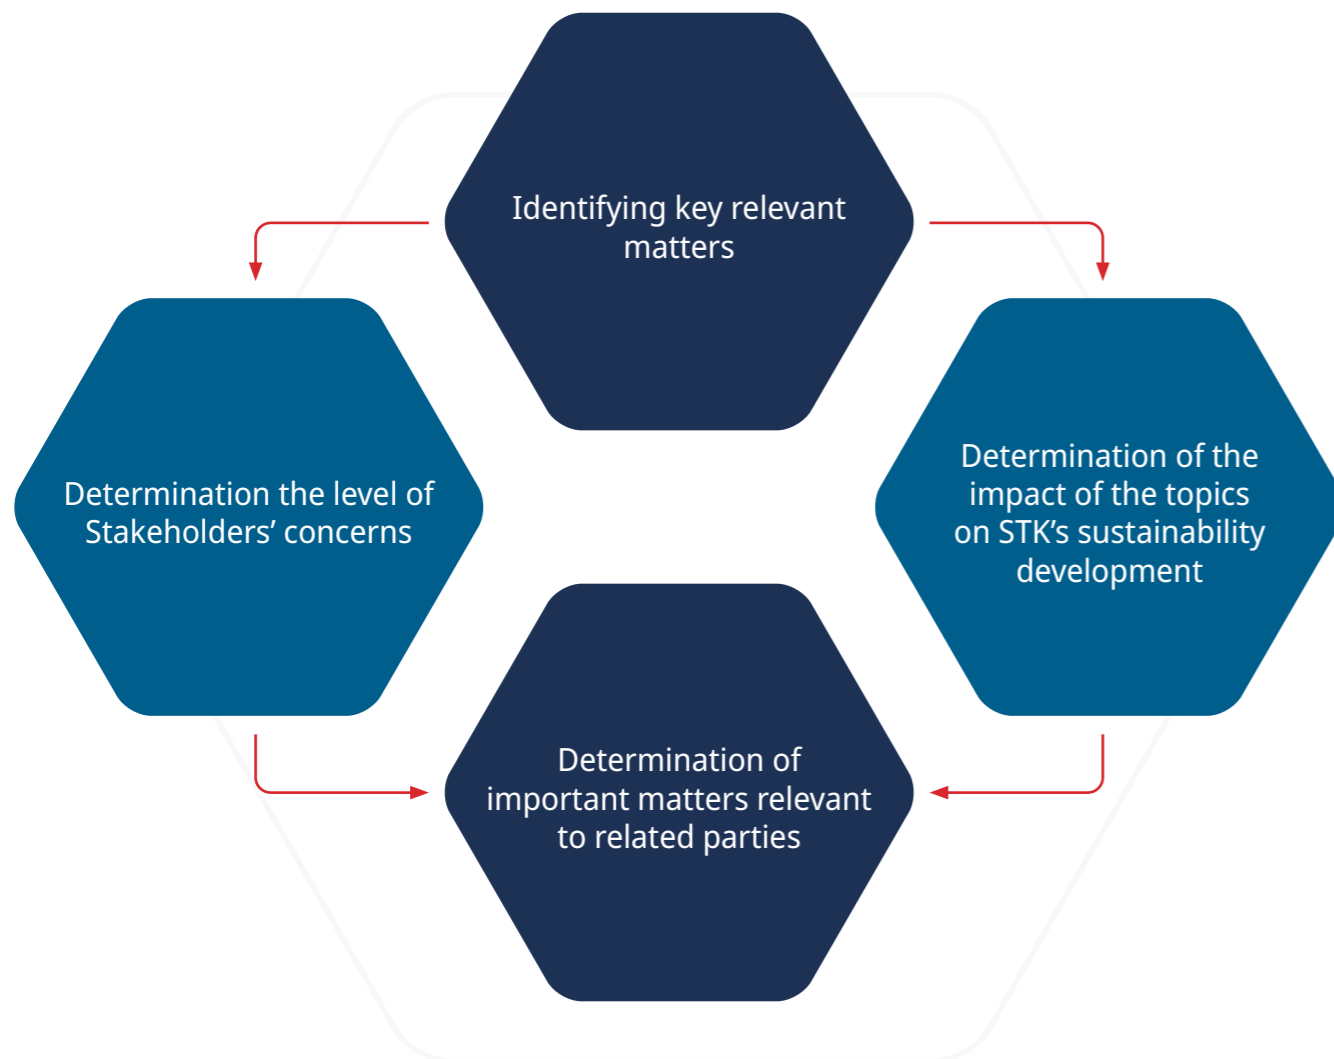 Identifying key relevant
matters
Determination the level of
Stakeholders’ concerns
Determination of the
impact of the topics
on STK’s sustainability
development
Determination of
important matters relevant
to related parties